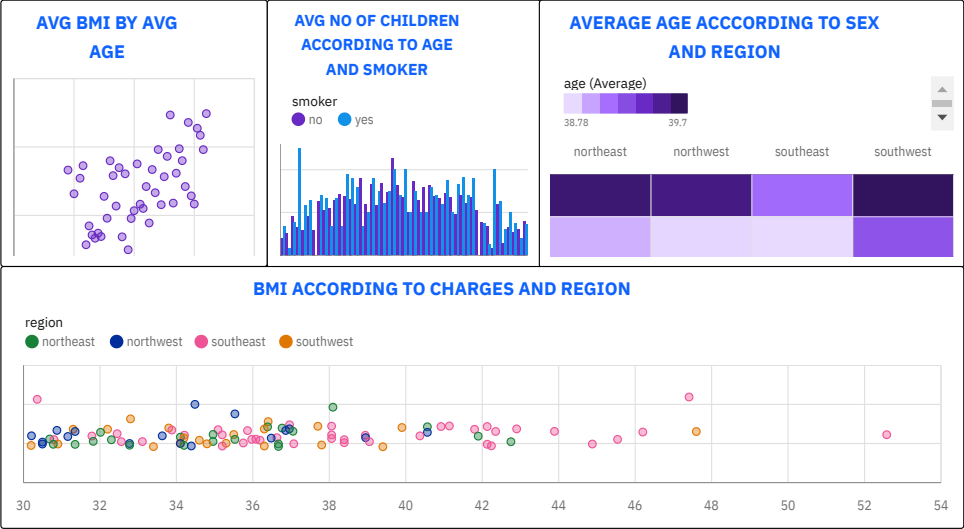 AVG BMI BY AVG
AGE
AVG NO OF CHILDREN
ACCORDING TO AGE
AND SMOKER
smoker
no yes
AVERAGE AGE ACCCORDING TO SEX
AND REGION
age (Average)
38.78 39.7
northeast northwest southeast southwest
BMI ACCORDING TO CHARGES AND REGION
region
northeast northwest southeast southwest
30 32 34 36 38 40 42 44 46 48 50 52 54